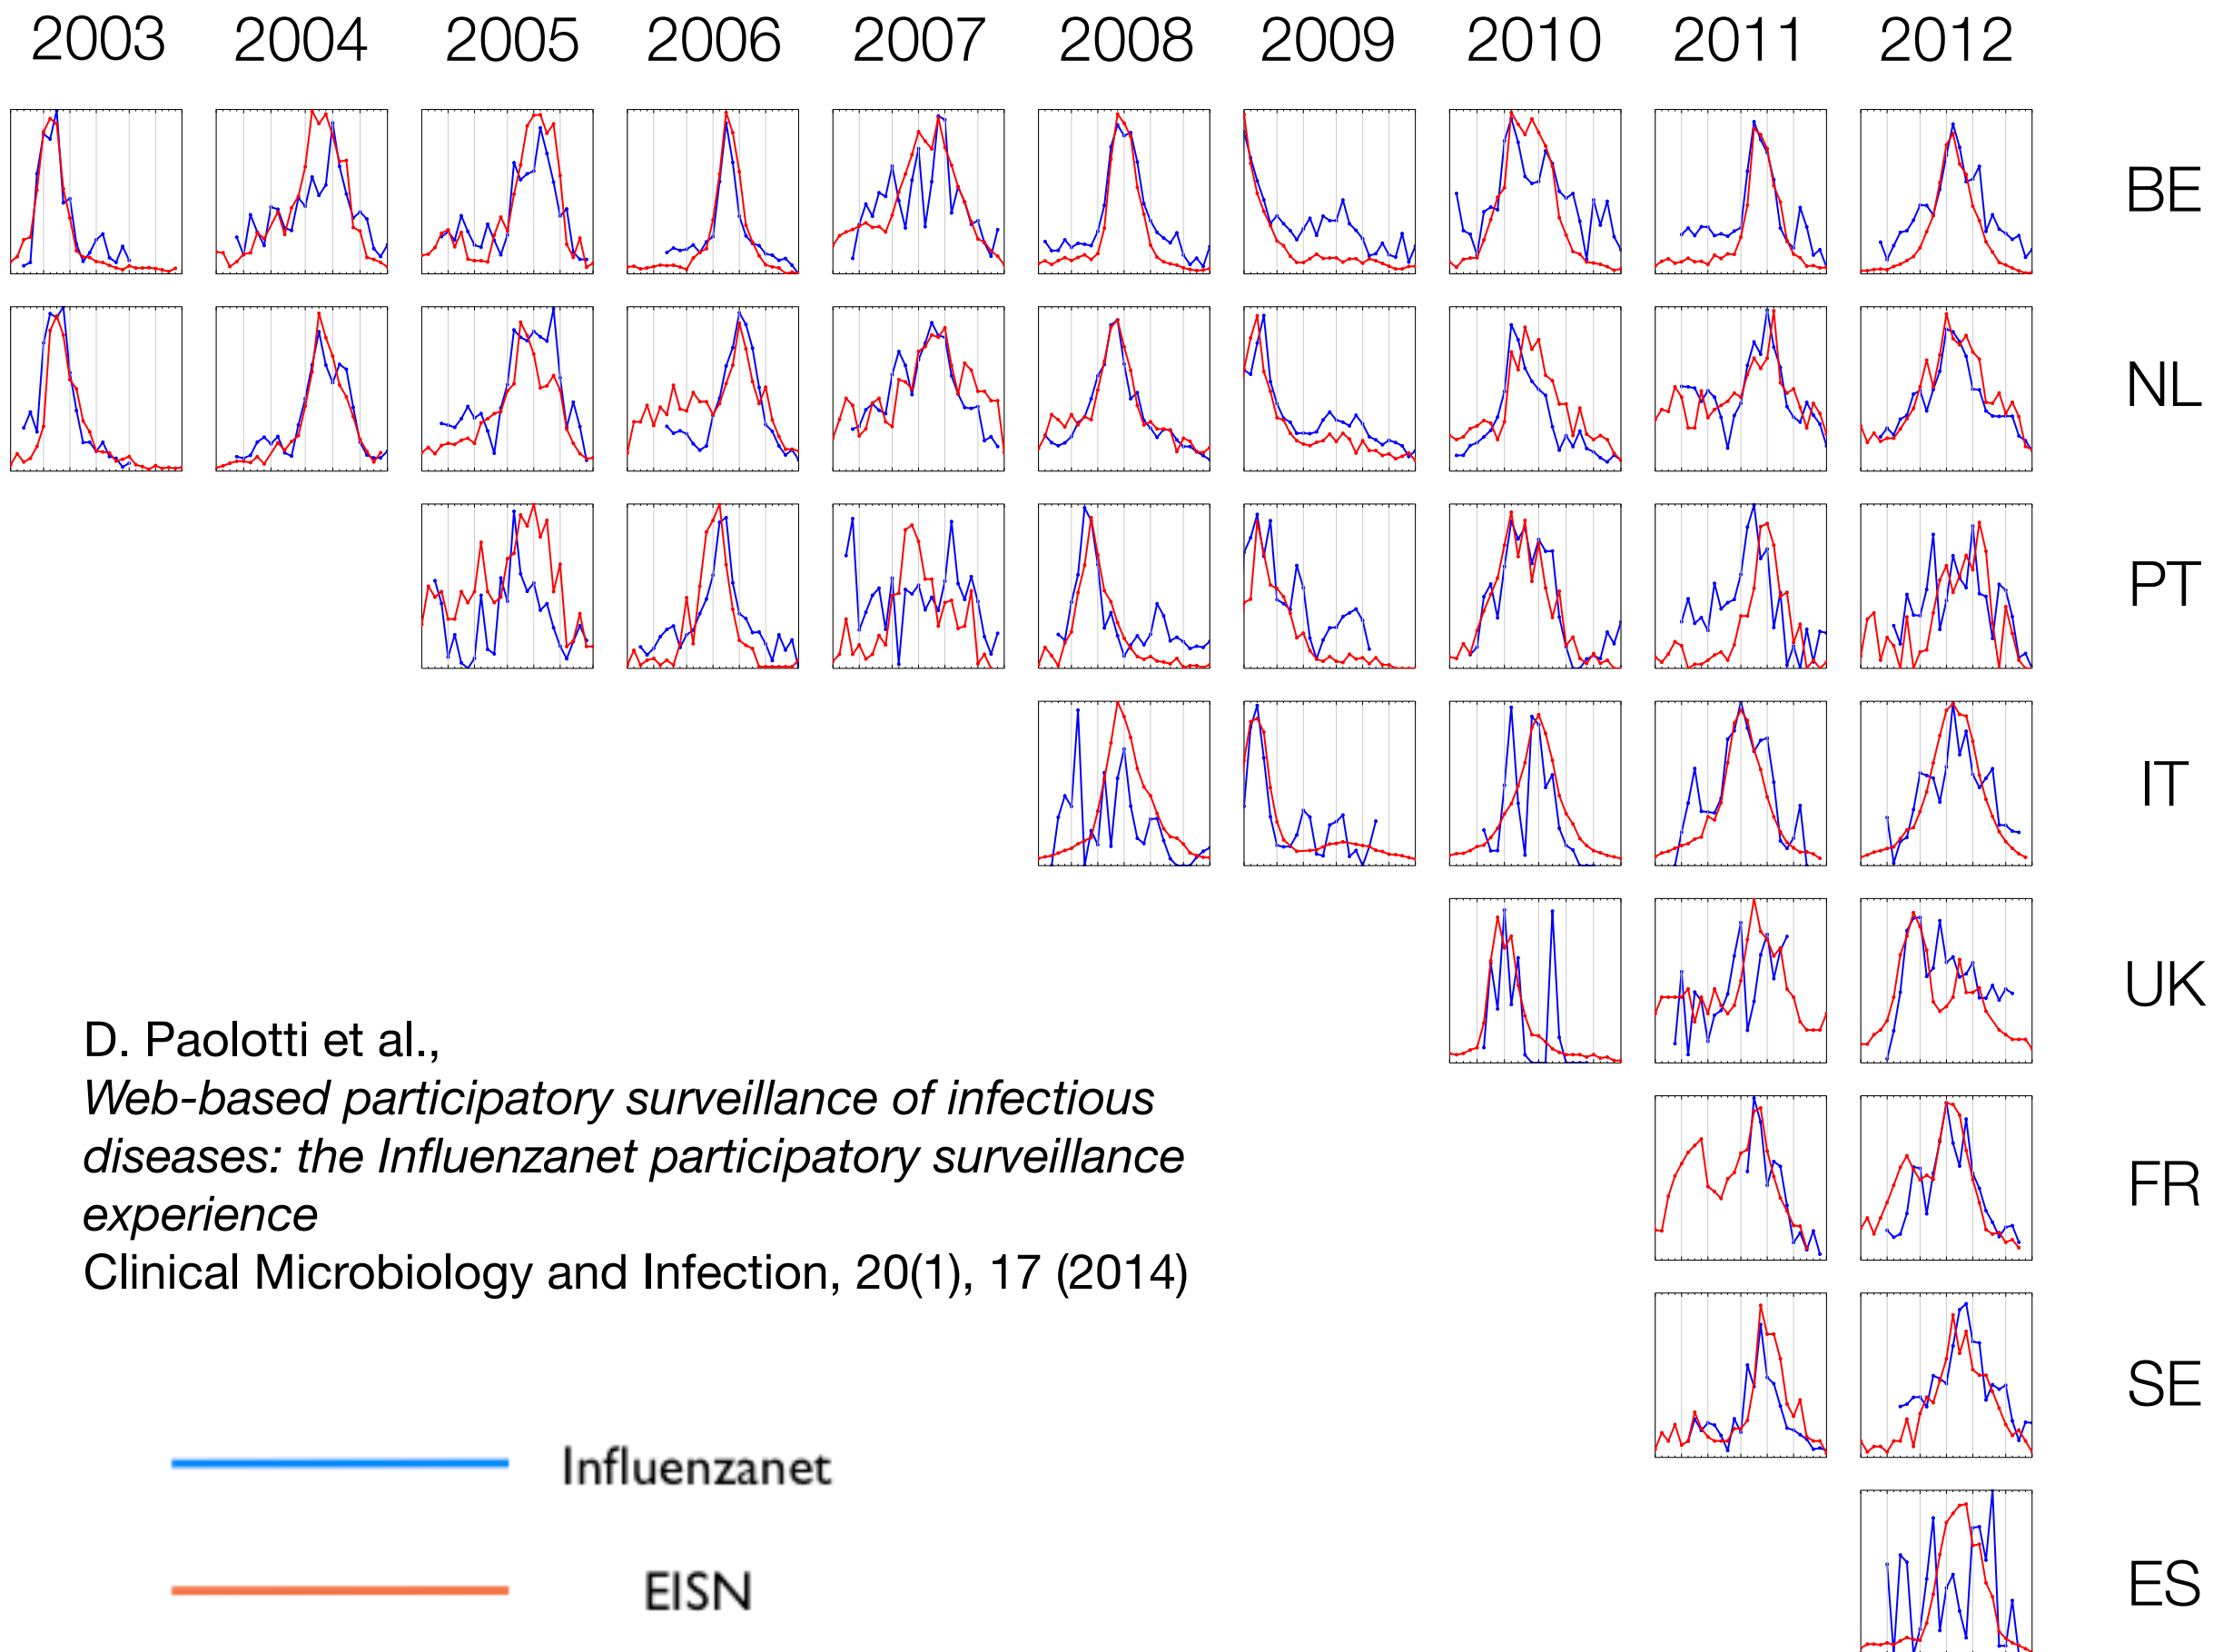 2003 2004 2005 2006 2007 2008 2009 2010 2011 2012
BE
NL
PT
IT
UK
FR
SE
ES
D. Paolotti et al.,
Web-based participatory surveillance of infectious
diseases: the Influenzanet participatory surveillance
experience
Clinical Microbiology and Infection, 20(1), 17 (2014)
Influenzanet
EISN